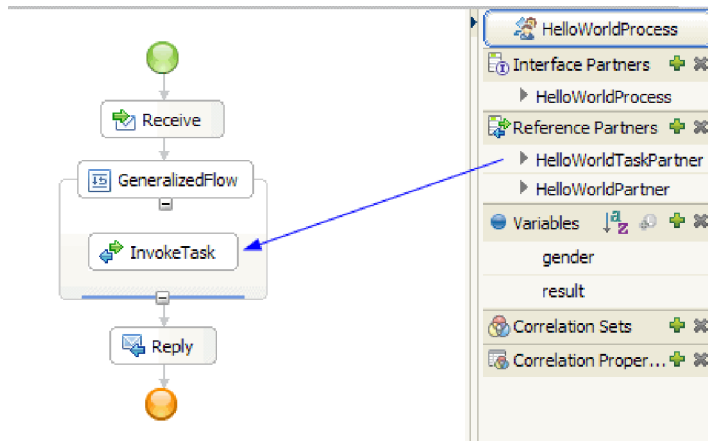 Receive
GeneralizedFlow
InvokeTask
Reply
HelloWorldProcess
Interface Partners
HelloWorldProcess
Reference Partners
HelloWorldTaskPartner
HelloWorldPartner
Variables
gender
result
Correlation Sets
Correlation Proper...